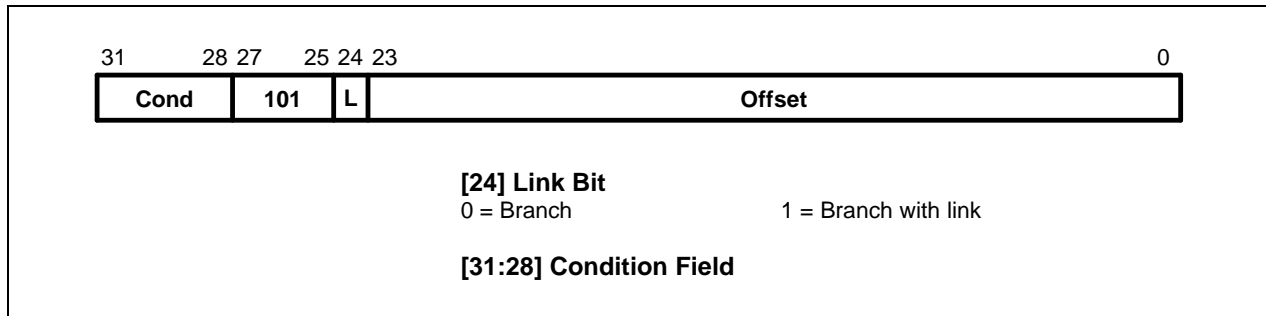 31 28 27 25 24 23 0
Cond 101 L Offset
[24] Link Bit
0 = Branch 1 = Branch with link
[31:28] Condition Field